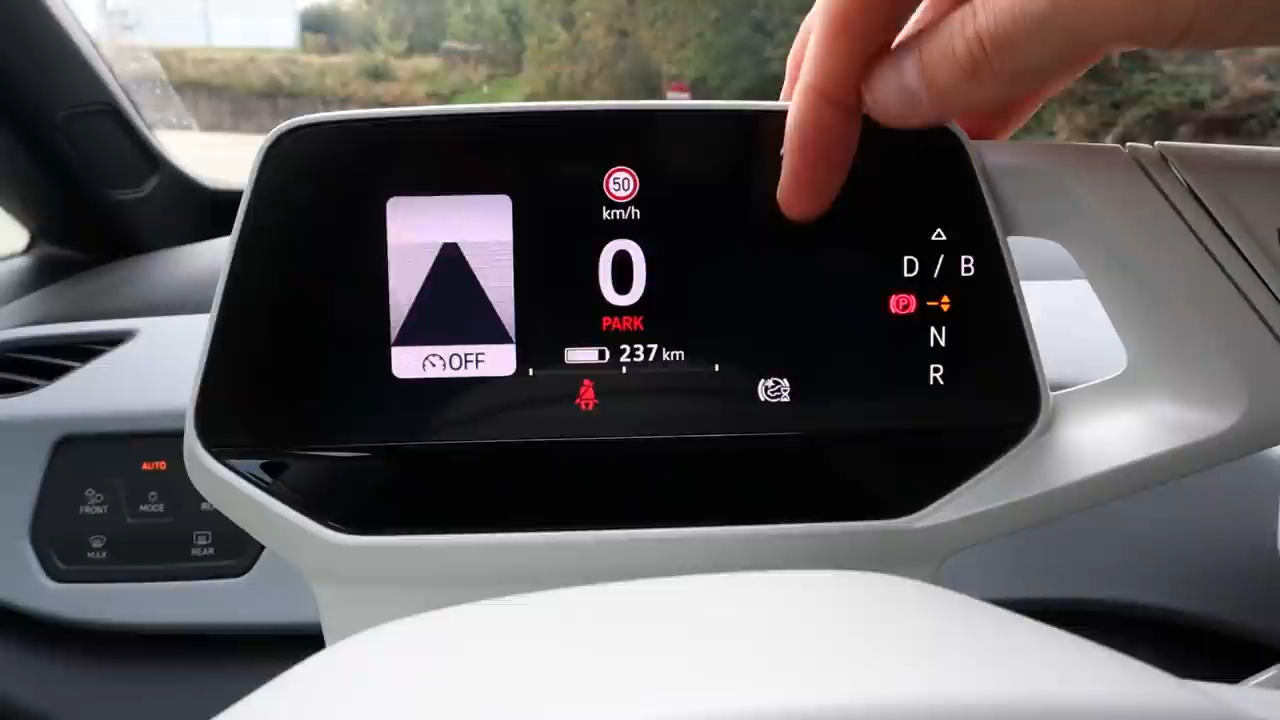 50
km/h
0
PARK
OFF
237 km
D / B
P
N
R
AUTO
FRONT
MODE
MAX
REAR